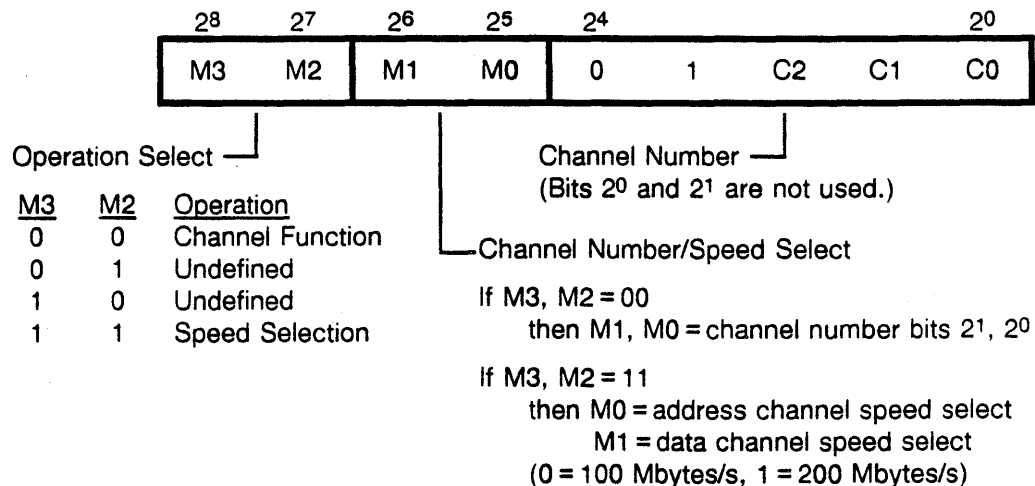 2⁸ 2⁷ 2⁶ 2⁵ 2⁴ 2⁰
M3 M2 M1 M0 0 1 C2 C1 C0
Operation Select
M3 M2 Operation
0 0 Channel Function
0 1 Undefined
1 0 Undefined
1 1 Speed Selection
Channel Number
(Bits 2⁰ and 2¹ are not used.)
Channel Number/Speed Select
If M3, M2 = 00
then M1, M0 = channel number bits 2¹, 2⁰
If M3, M2 = 11
then M0 = address channel speed select
M1 = data channel speed select
(0 = 100 Mbytes/s, 1 = 200 Mbytes/s)